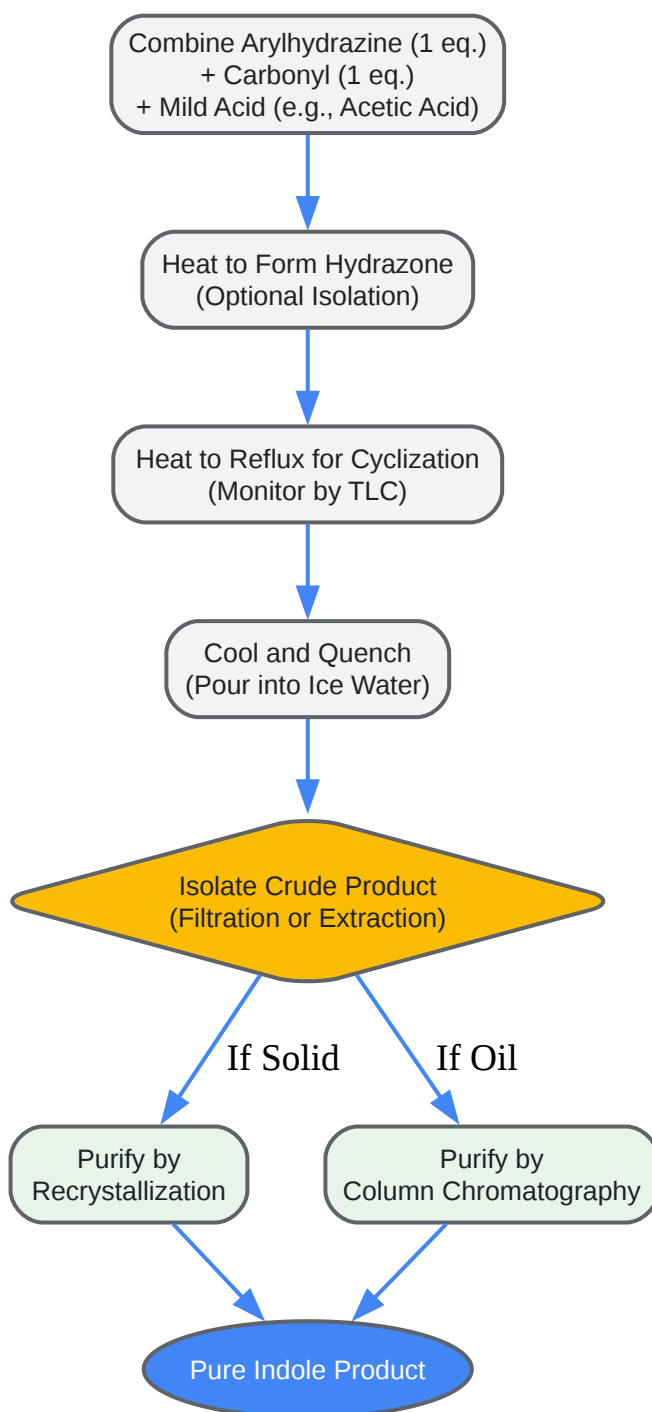 Combine Arylhydrazine (1 eq.)
+ Carbonyl (1 eq.)
+ Mild Acid (e.g., Acetic Acid)
Heat to Form Hydrazone
(Optional Isolation)
Heat to Reflux for Cyclization
(Monitor by TLC)
Cool and Quench
(Pour into Ice Water)
Isolate Crude Product
(Filtration or Extraction)
If Solid
If Oil
Purify by
Recrystallization
Purify by
Column Chromatography
Pure Indole Product